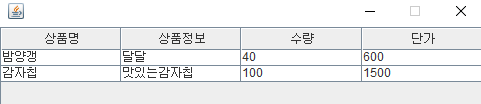 상품명 상품정보 수량 단가
밤양갱 달달 40 600
감자칩 맛있는감자칩 100 1500